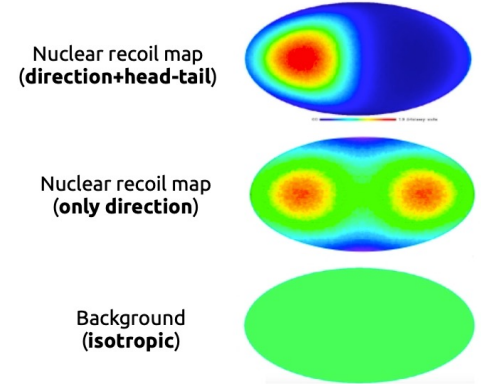 Nuclear recoil map
(direction+head-tail)
Nuclear recoil map
(only direction)
Background
(isotropic)